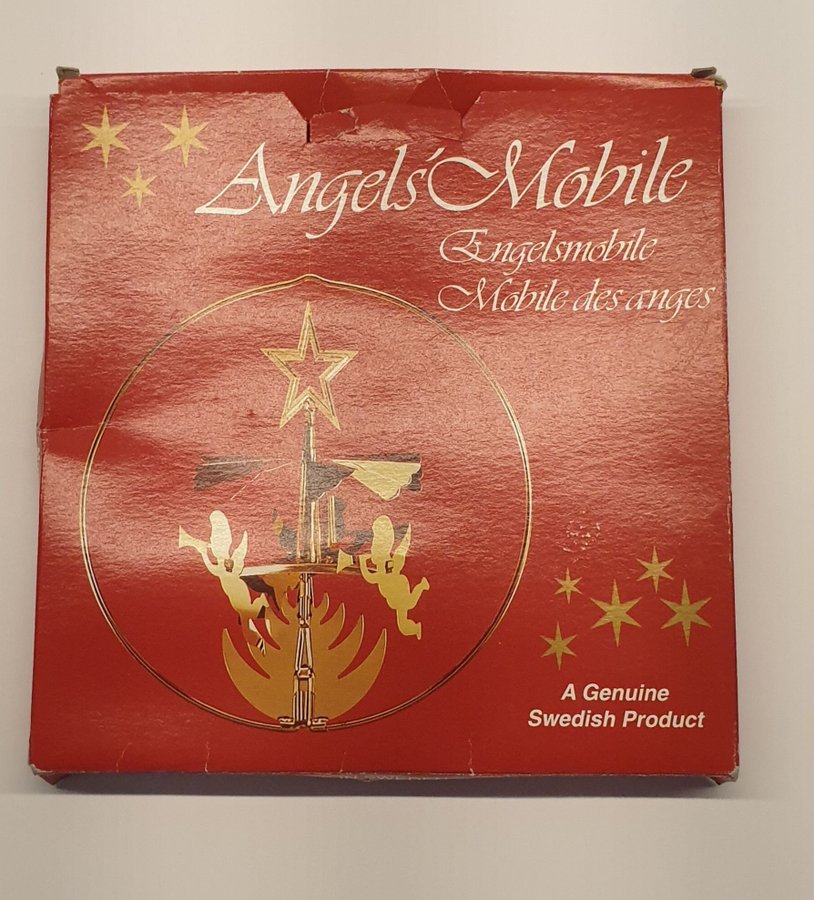 Angels' Mobile
Engelsmobile
Mobile des anges
A Genuine
Swedish Product